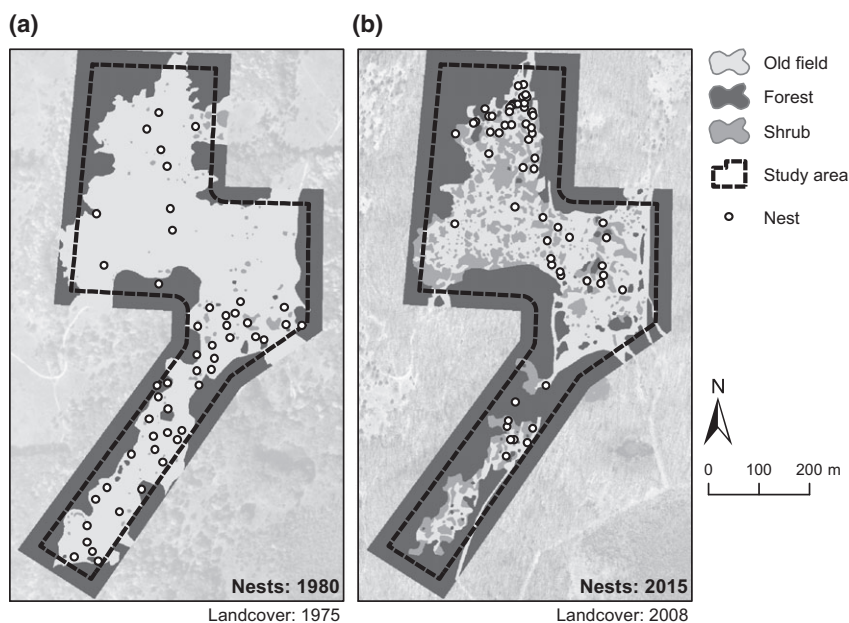 (a)
(b)
Old field
Forest
Shrub
Study area
Nest
N
0 100 200 m
Nests: 1980
Nests: 2015
Landcover: 1975
Landcover: 2008